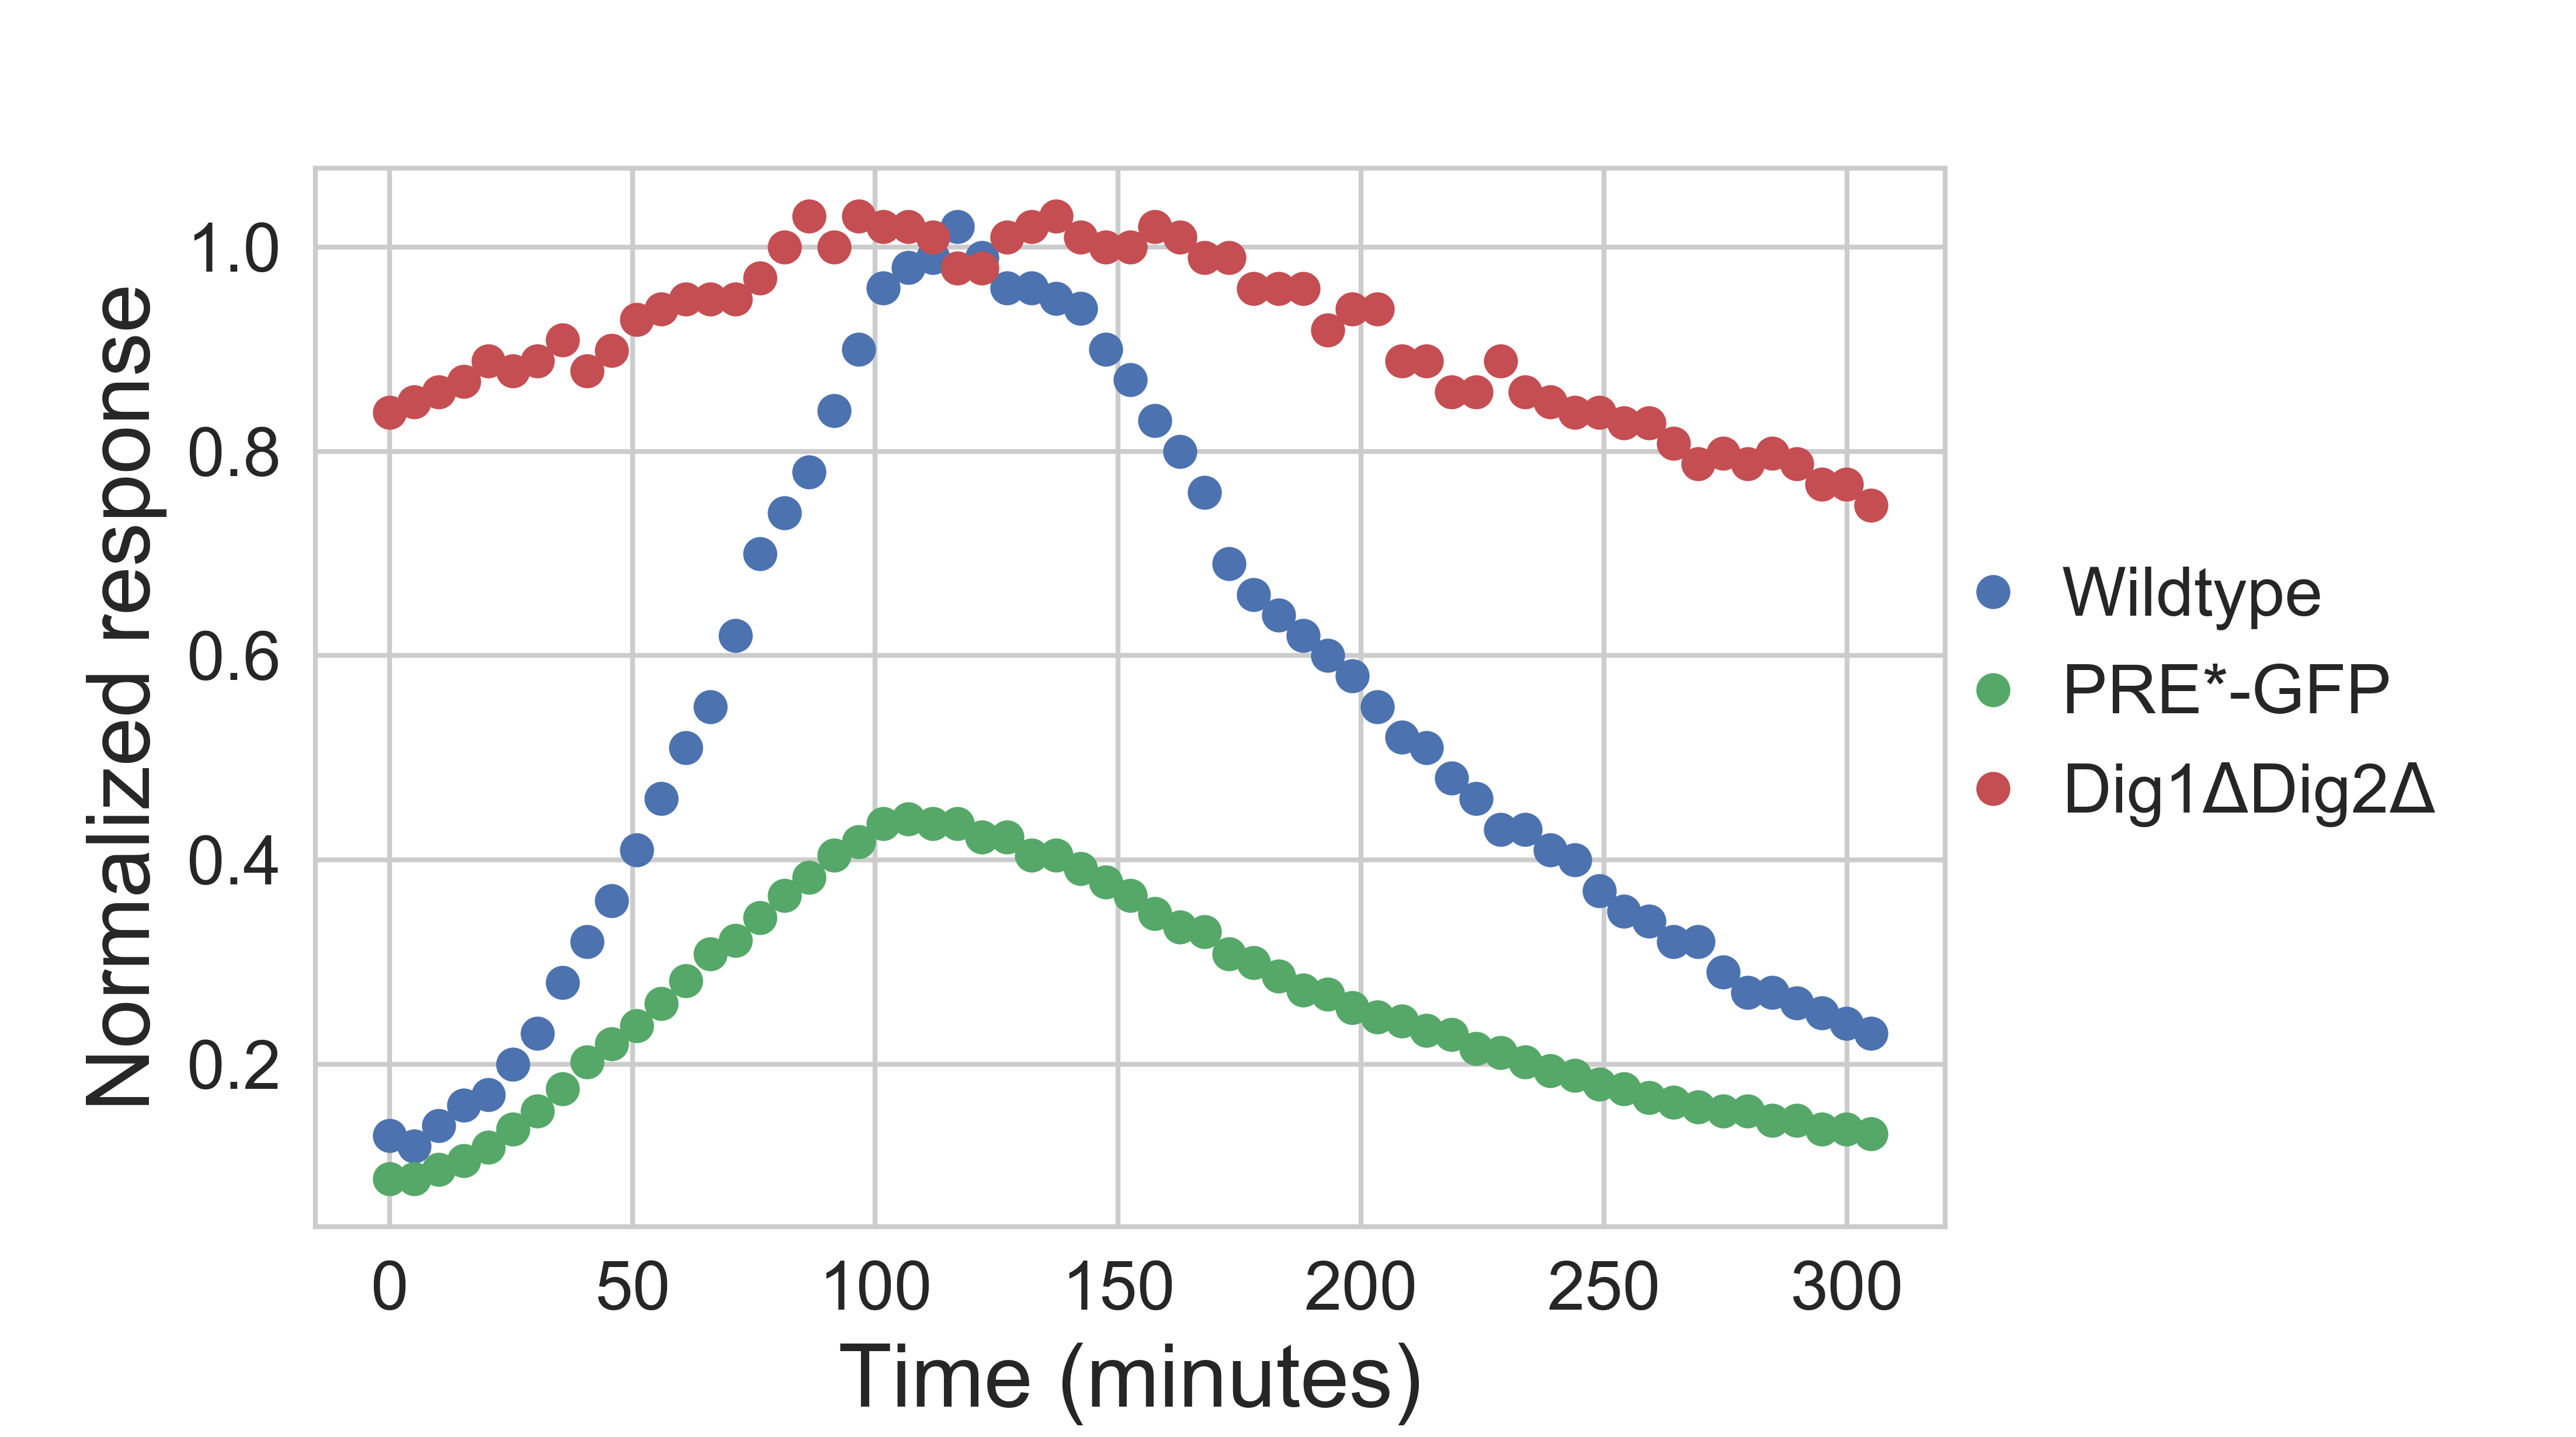 Normalized response
1.0
0.8
0.6
0.4
0.2
0 50 100 150 200 250 300
Time (minutes)
Wildtype
PRE*-GFP
Dig1ΔDig2Δ